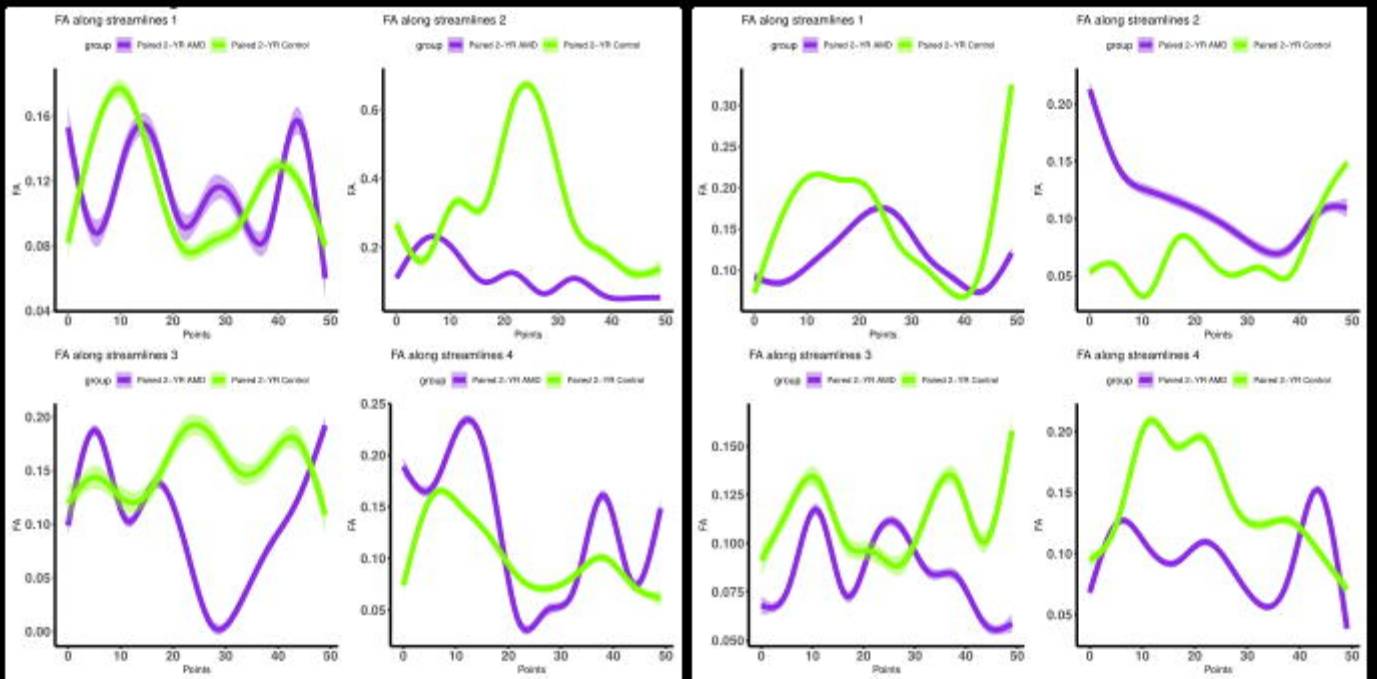 FA along streamlines 1
group Paired 2-YR AMD Paired 2-YR Control
0.16
0.12
0.08
0.04
FA
0 10 20 30 40 50
Points
FA along streamlines 2
group Paired 2-YR AMD Paired 2-YR Control
0.6
0.4
0.2
FA
0 10 20 30 40 50
Points
FA along streamlines 1
group Paired 2-YR AMD Paired 2-YR Control
0.30
0.20
0.15
0.10
FA
0 10 20 30 40 50
Points
FA along streamlines 2
group Paired 2-YR AMD Paired 2-YR Control
0.20
0.15
0.10
0.05
FA
0 10 20 30 40 50
Points
FA along streamlines 3
group Paired 2-YR AMD Paired 2-YR Control
0.20
0.15
0.10
0.05
0.00
FA
0 10 20 30 40 50
Points
FA along streamlines 4
group Paired 2-YR AMD Paired 2-YR Control
0.25
0.20
0.15
0.10
0.05
FA
0 10 20 30 40 50
Points
FA along streamlines 3
group Paired 2-YR AMD Paired 2-YR Control
0.150
0.125
0.100
0.075
0.050
FA
0 10 20 30 40 50
Points
FA along streamlines 4
group Paired 2-YR AMD Paired 2-YR Control
0.20
0.15
0.10
0.05
FA
0 10 20 30 40 50
Points